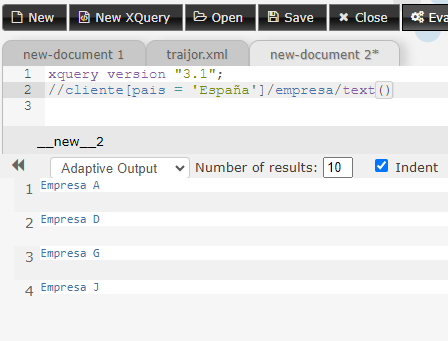 New New XQuery Open Save Close Eva
new-document 1 traijor.xml new-document 2*
1 xquery version "3.1";
2 //cliente[pais = 'España']/empresa/text()
3
__new__2
Adaptive Output Number of results: 10 Indent
1 Empresa A
2 Empresa D
3 Empresa G
4 Empresa J